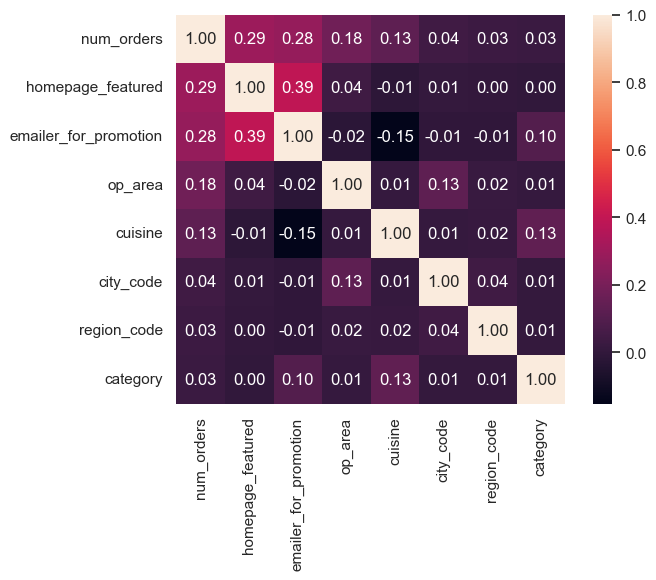 num_orders 1.00 0.29 0.28 0.18 0.13 0.04 0.03 0.03
homepage_featured 0.29 1.00 0.39 0.04 -0.01 0.01 0.00 0.00
emailer_for_promotion 0.28 0.39 1.00 -0.02 -0.15 -0.01 -0.01 0.10
op_area 0.18 0.04 -0.02 1.00 0.01 0.13 0.02 0.01
cuisine 0.13 -0.01 -0.15 0.01 1.00 0.01 0.02 0.13
city_code 0.04 0.01 -0.01 0.13 0.01 1.00 0.04 0.01
region_code 0.03 0.00 -0.01 0.02 0.02 0.04 1.00 0.01
category 0.03 0.00 0.10 0.01 0.13 0.01 0.01 1.00
num_orders
homepage_featured
emailer_for_promotion
op_area
cuisine
city_code
region_code
category
1.0
0.8
0.6
0.4
0.2
0.0